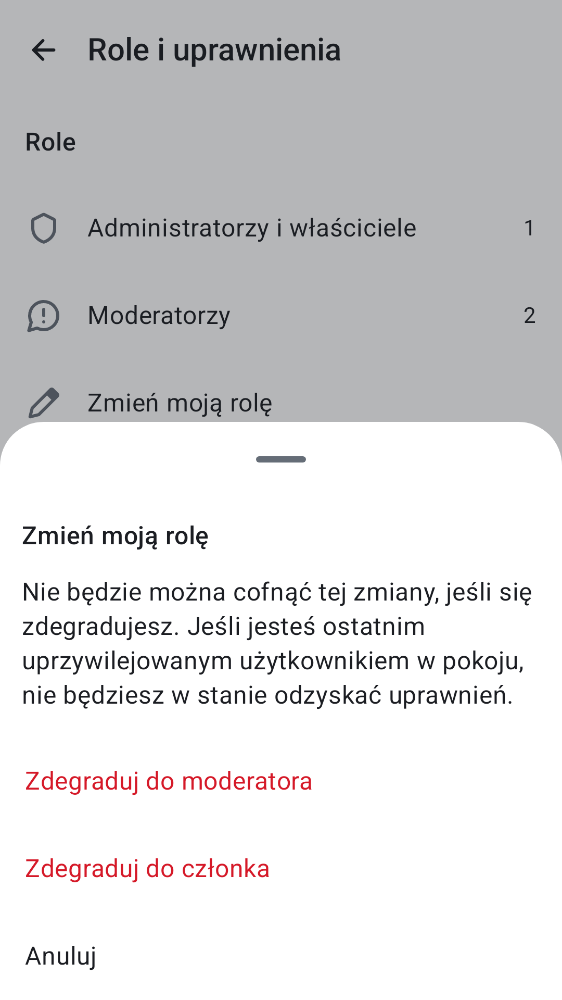 Role i uprawnienia
Role
Administratorzy i właściciele 1
Moderatorzy 2
Zmień moją rolę
Zmień moją rolę
Nie będzie można cofnąć tej zmiany, jeśli się
zdegradujesz. Jeśli jesteś ostatnim
uprzywilejowanym użytkownikiem w pokoju,
nie będziesz w stanie odzyskać uprawnień.
Zdegraduj do moderatora
Zdegraduj do członka
Anuluj